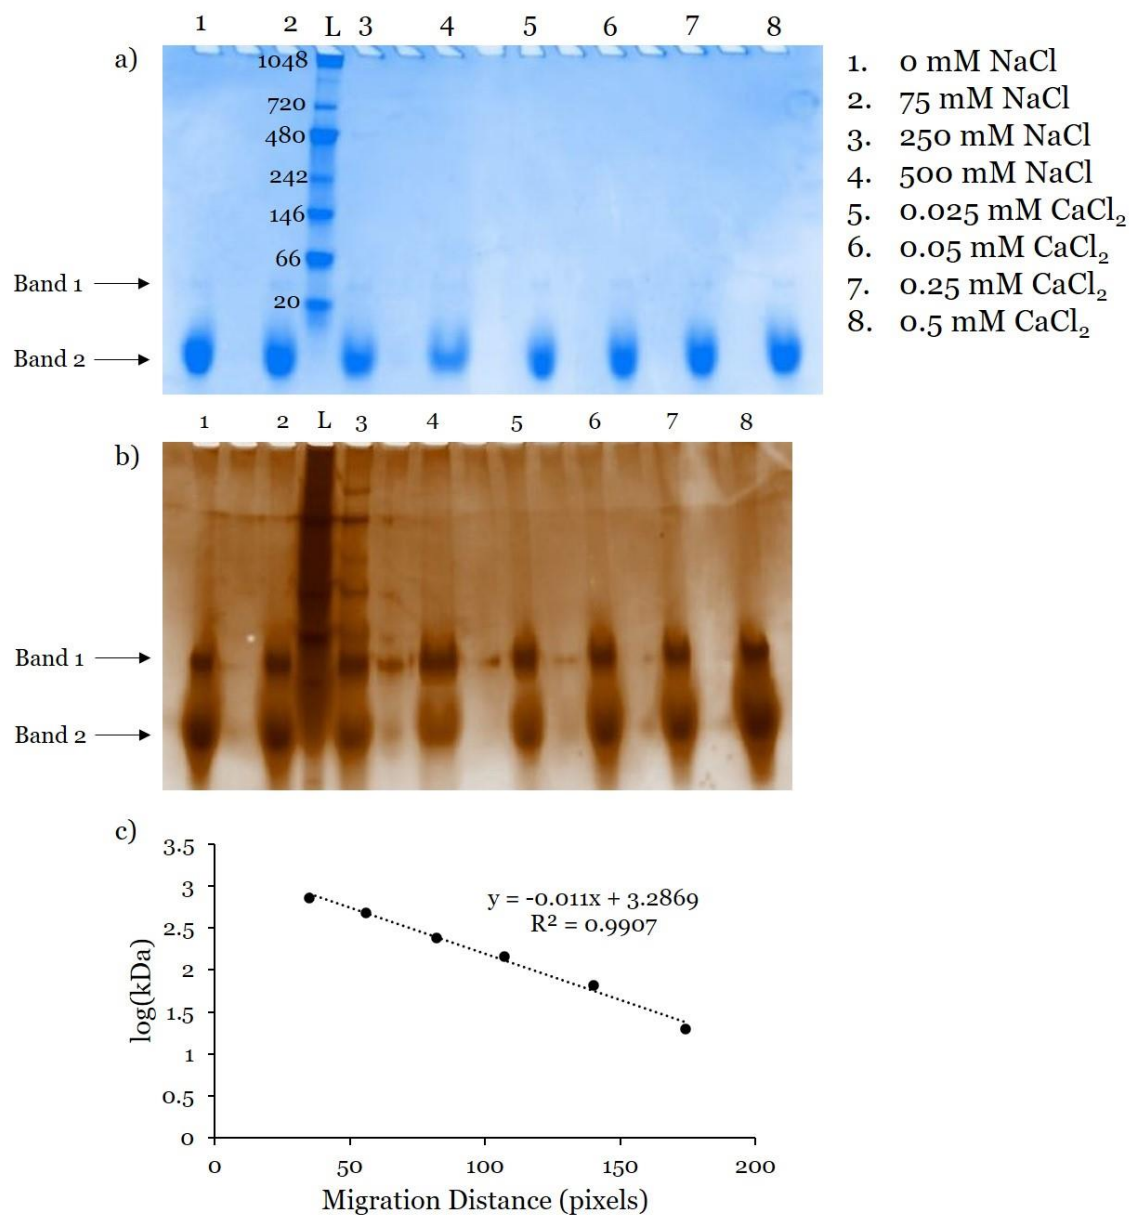 1 2 L 3 4 5 6 7 8
a)
1048
720
480
242
146
66
20
Band 1
Band 2
1. 0 mM NaCl
2. 75 mM NaCl
3. 250 mM NaCl
4. 500 mM NaCl
5. 0.025 mM CaCl₂
6. 0.05 mM CaCl₂
7. 0.25 mM CaCl₂
8. 0.5 mM CaCl₂
1 2 L 3 4 5 6 7 8
b)
Band 1
Band 2
c)
3.5
3
2.5
2
1.5
1
0.5
0
log(kDa)
y = -0.011x + 3.2869
R² = 0.9907
0 50 100 150 200
Migration Distance (pixels)